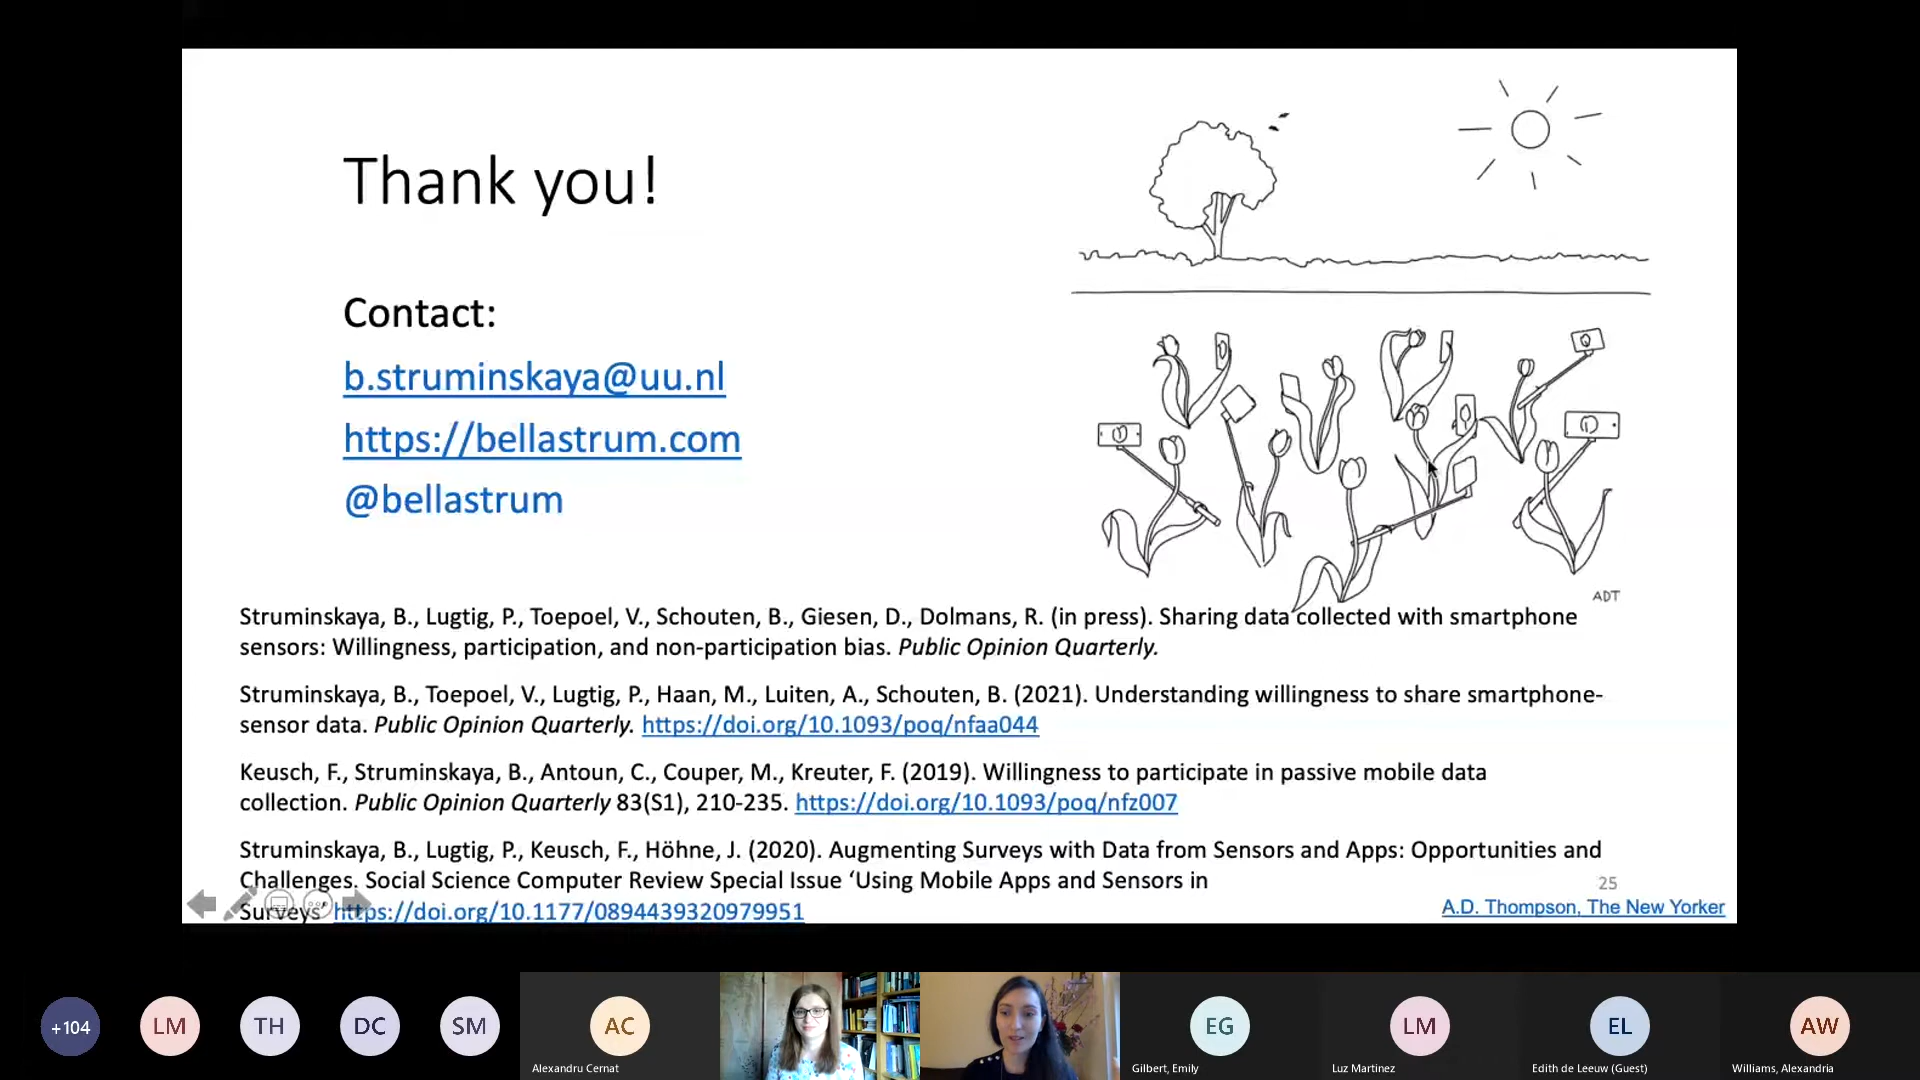 Thank you!
Contact:
b.struminskaya@uu.nl
https://bellastrum.com
@bellastrum
ADT
Struminskaya, B., Lugtig, P., Toepoel, V., Schouten, B., Giesen, D., Dolmans, R. (in press). Sharing data collected with smartphone
sensors: Willingness, participation, and non-participation bias. Public Opinion Quarterly.
Struminskaya, B., Toepoel, V., Lugtig, P., Haan, M., Luiten, A., Schouten, B. (2021). Understanding willingness to share smartphone-
sensor data. Public Opinion Quarterly. https://doi.org/10.1093/poq/nfaa044
Keusch, F., Struminskaya, B., Antoun, C., Couper, M., Kreuter, F. (2019). Willingness to participate in passive mobile data
collection. Public Opinion Quarterly 83(S1), 210-235. https://doi.org/10.1093/poq/nfz007
Struminskaya, B., Lugtig, P., Keusch, F., Höhne, J. (2020). Augmenting Surveys with Data from Sensors and Apps: Opportunities and
Challenges. Social Science Computer Review Special Issue ‘Using Mobile Apps and Sensors in
Surveys’ https://doi.org/10.1177/0894439320979951
25
A.D. Thompson, The New Yorker
+104
LM
TH
DC
SM
AC
EG
LM
EL
AW
Alexandru Cernat
Gilbert, Emily
Luz Martinez
Edith de Leeuw (Guest)
Williams, Alexandria